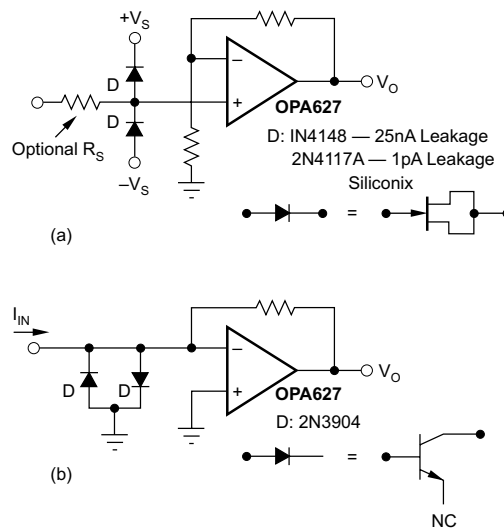 +V_S
D
D
Optional R_S
–V_S
−
+
OPA627
V_O
D: IN4148 — 25nA Leakage
2N4117A — 1pA Leakage
Siliconix
=
(a)
I_IN
D
D
−
+
OPA627
V_O
D: 2N3904
=
NC
(b)